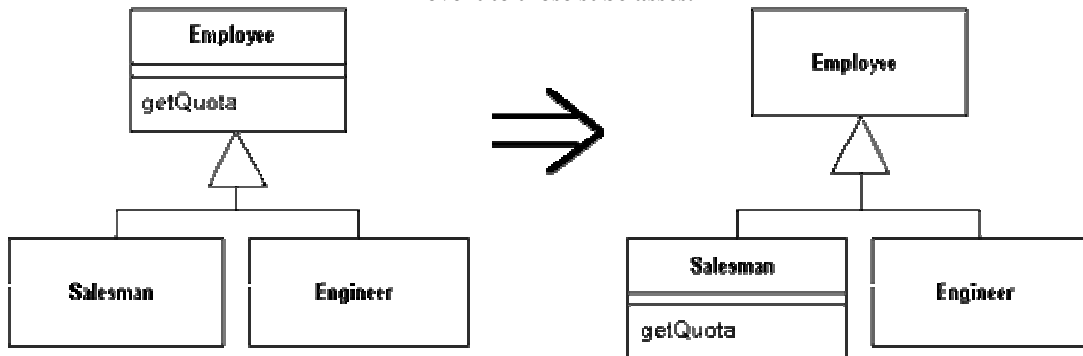 Employee
getQuota
Salesman
Engineer
Employee
Salesman
getQuota
Engineer